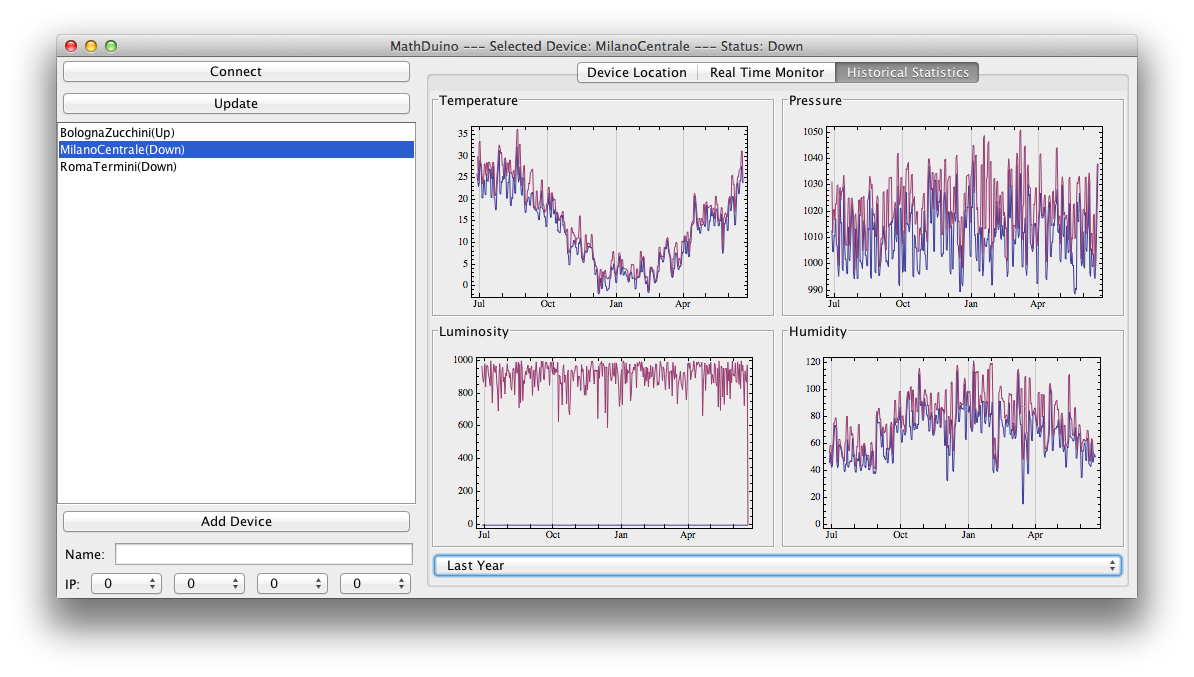 MathDuino --- Selected Device: MilanoCentrale --- Status: Down
Connect
Update
BolognaZucchini(Up)
MilanoCentrale(Down)
RomaTermini(Down)
Add Device
Name:
IP: 0 0 0 0
Device Location Real Time Monitor Historical Statistics
Temperature
35
30
25
20
15
10
5
0
Jul Oct Jan Apr
Pressure
1050
1040
1030
1020
1010
1000
990
Jul Oct Jan Apr
Luminosity
1000
800
600
400
200
0
Jul Oct Jan Apr
Humidity
120
100
80
60
40
20
0
Jul Oct Jan Apr
Last Year